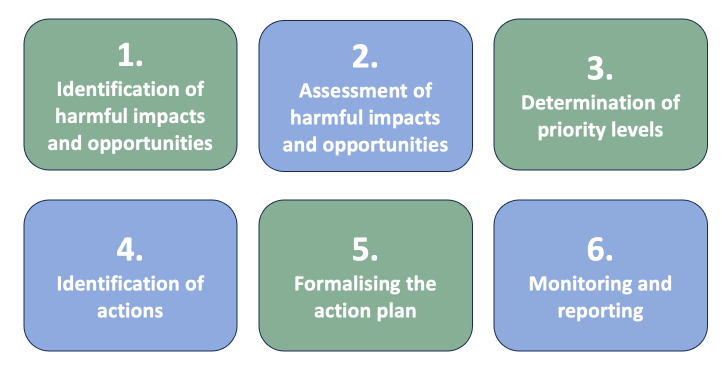 1.
Identification of
harmful impacts
and opportunities
2.
Assessment of
harmful impacts
and opportunities
3.
Determination of
priority levels
4.
Identification of
actions
5.
Formalising the
action plan
6.
Monitoring and
reporting